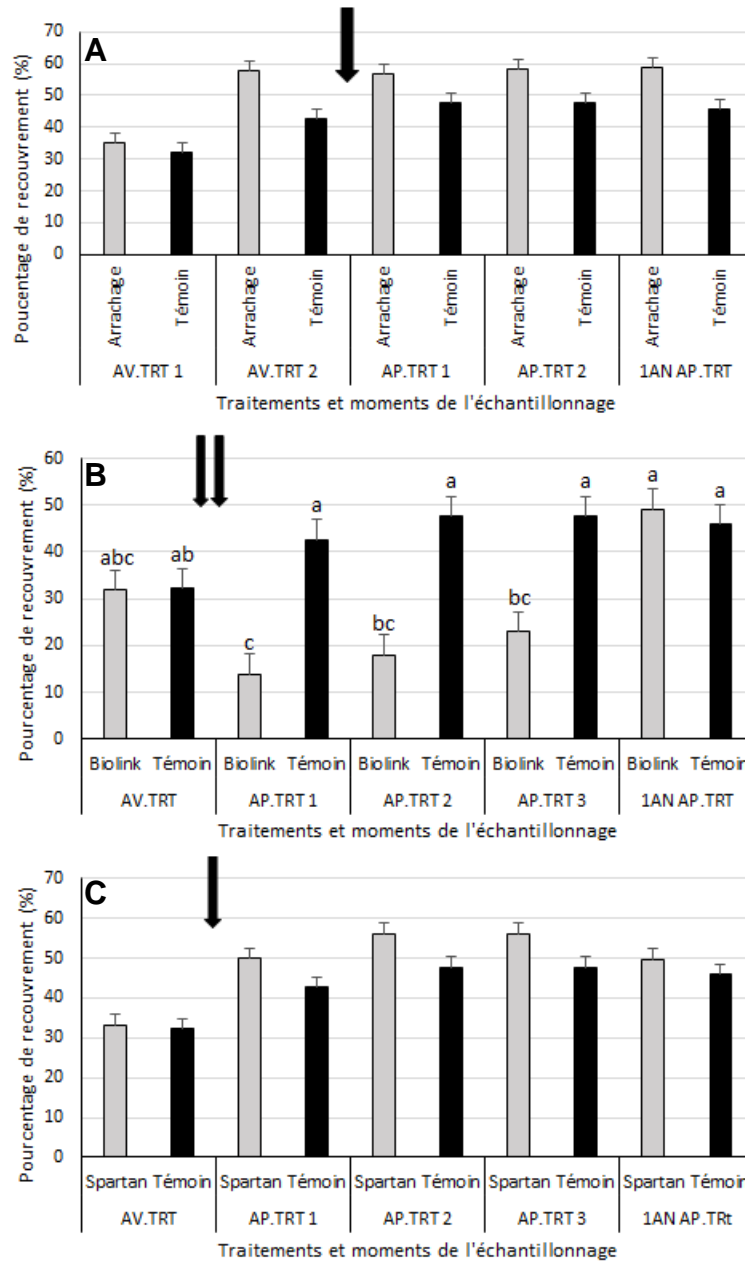 A
Poucentage de recouvrement (%)
70
60
50
40
30
20
10
0
Arrachage Témoin Arrachage Témoin Arrachage Témoin Arrachage Témoin Arrachage Témoin
AV.TRT 1 AV.TRT 2 AP.TRT 1 AP.TRT 2 1AN AP.TRT
Traitements et moments de l'échantillonnage
B
Pourcentage de recouvrement (%)
60
50
40
30
20
10
0
abc ab c a bc a bc a a a
Biolink Témoin Biolink Témoin Biolink Témoin Biolink Témoin Biolink Témoin
AV.TRT AP.TRT 1 AP.TRT 2 AP.TRT 3 1AN AP.TRT
Traitements et moments de l'échantillonnage
C
Pourcentage de recouvrement (%)
70
60
50
40
30
20
10
0
Spartan Témoin Spartan Témoin Spartan Témoin Spartan Témoin Spartan Témoin
AV.TRT AP.TRT 1 AP.TRT 2 AP.TRT 3 1AN AP.TRt
Traitements et moments de l'échantillonnage